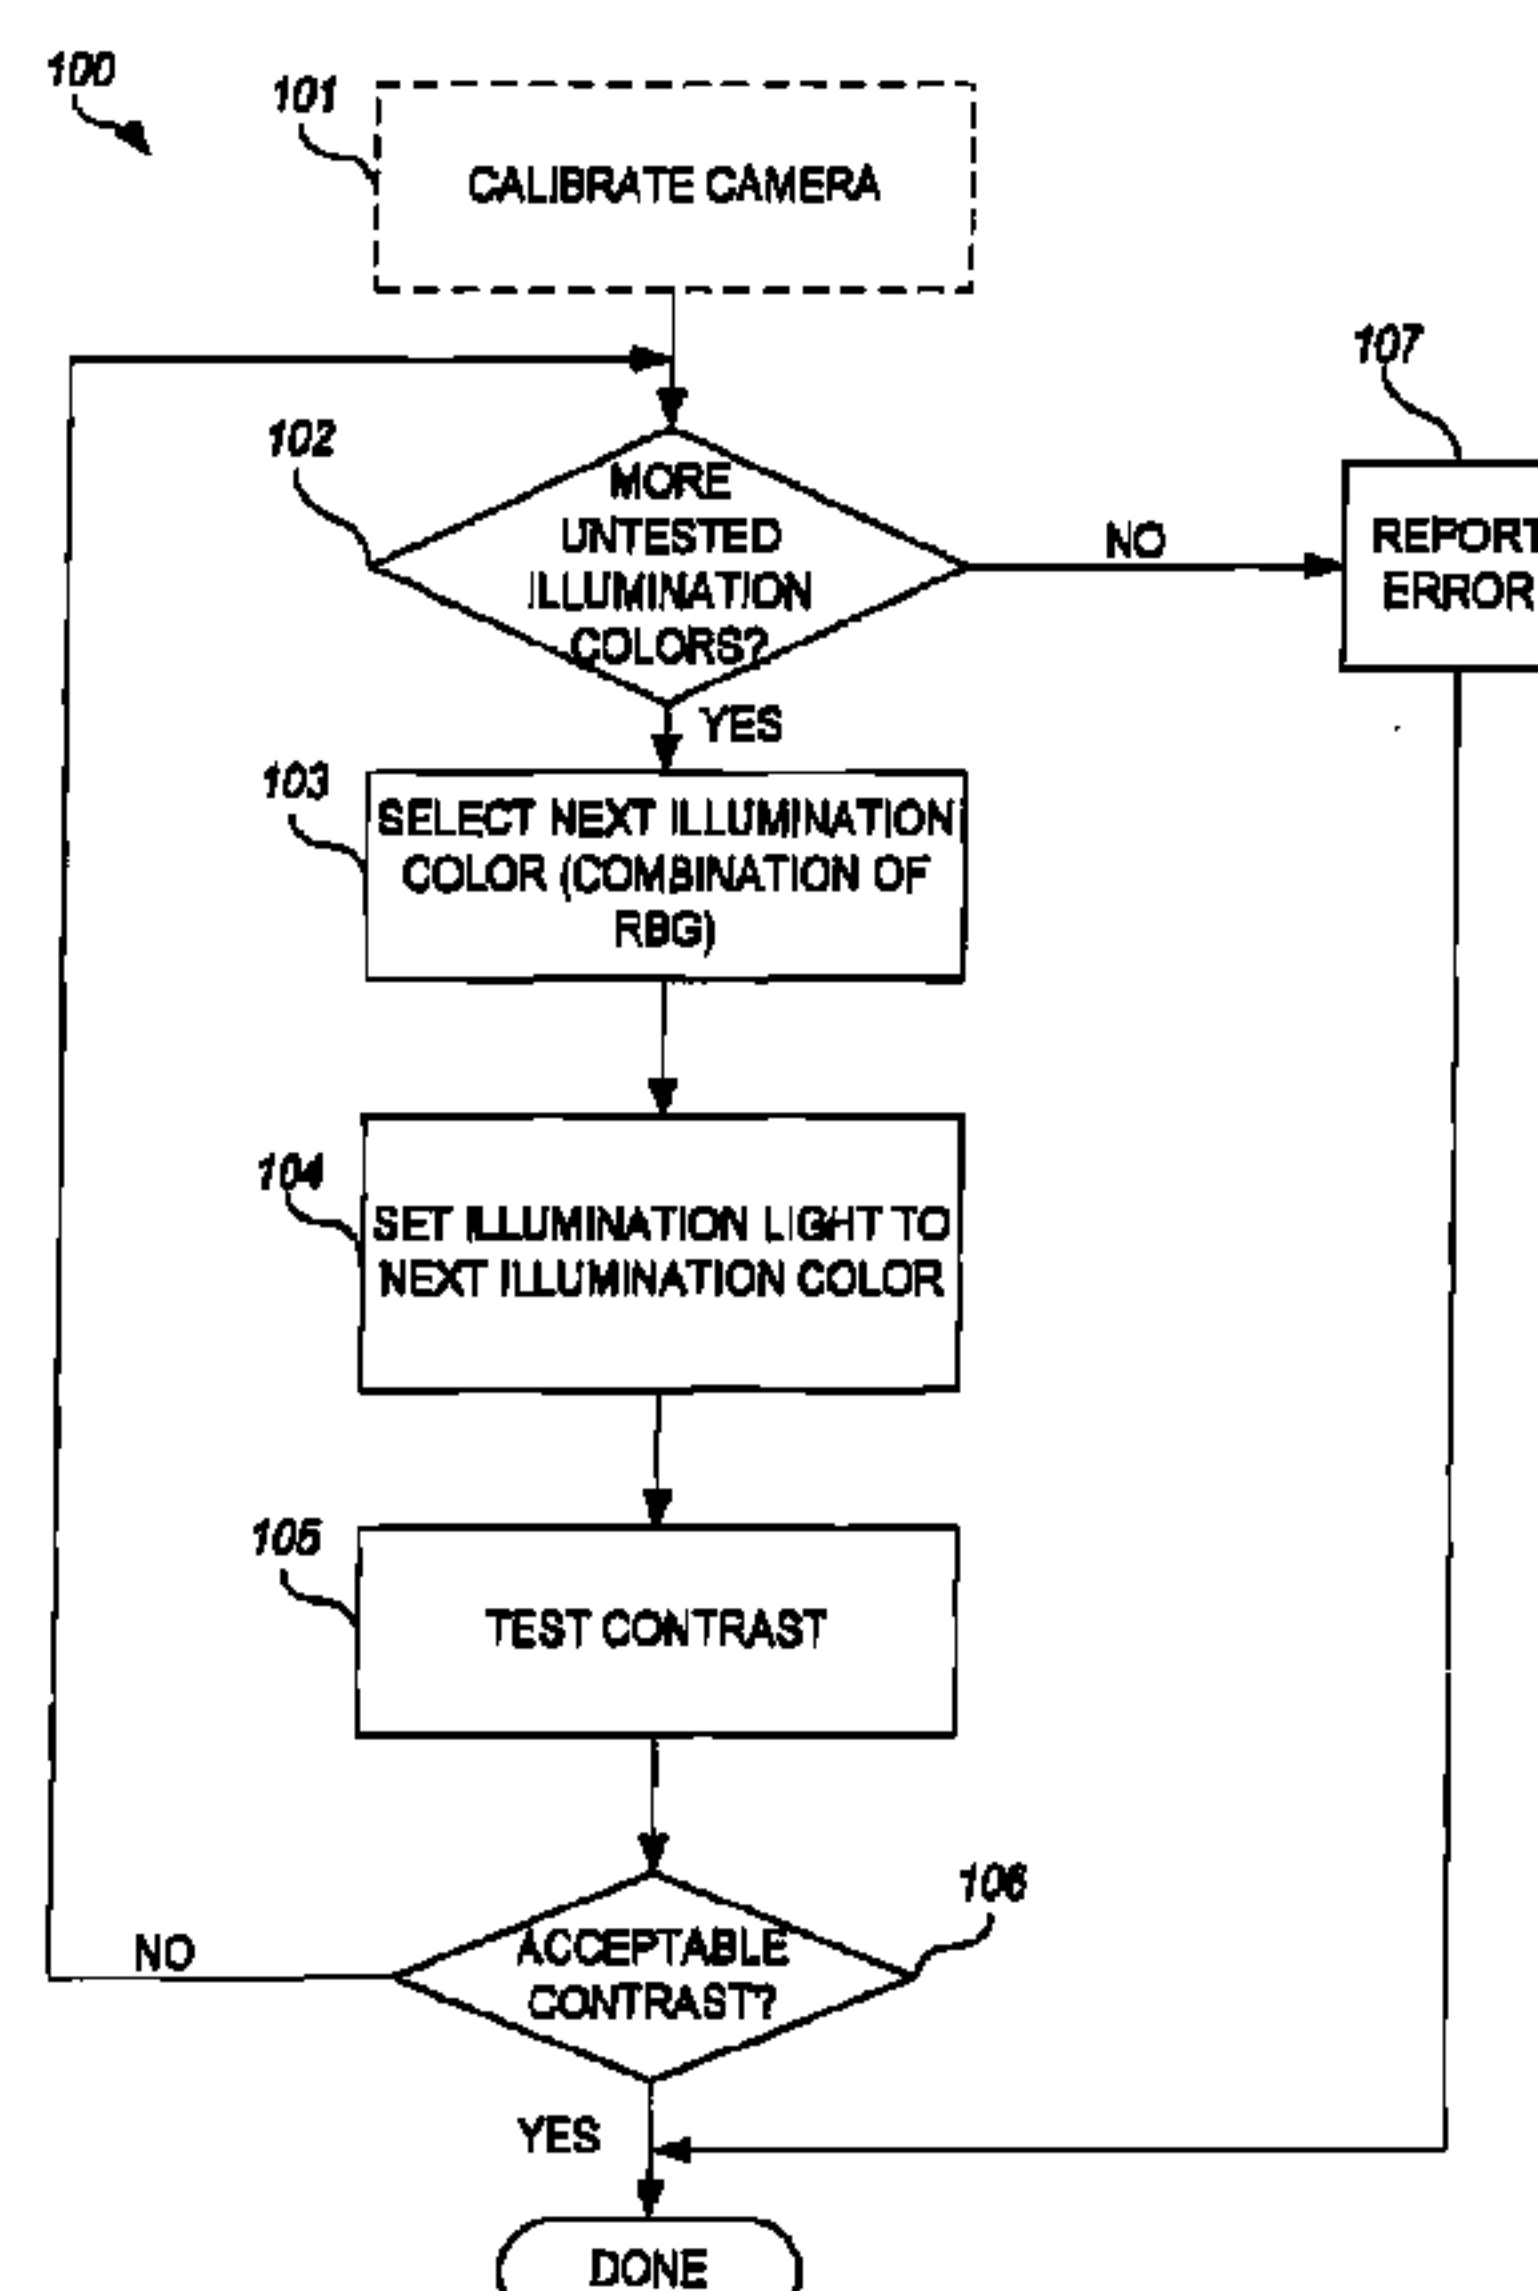 100
101
CALIBRATE CAMERA
107
102
MORE
UNTESTED
ILLUMINATION
COLORS?
NO
REPORT
ERROR
YES
103
SELECT NEXT ILLUMINATION
COLOR (COMBINATION OF
RBG)
104
SET ILLUMINATION LIGHT TO
NEXT ILLUMINATION COLOR
105
TEST CONTRAST
106
ACCEPTABLE
CONTRAST?
NO
YES
DONE